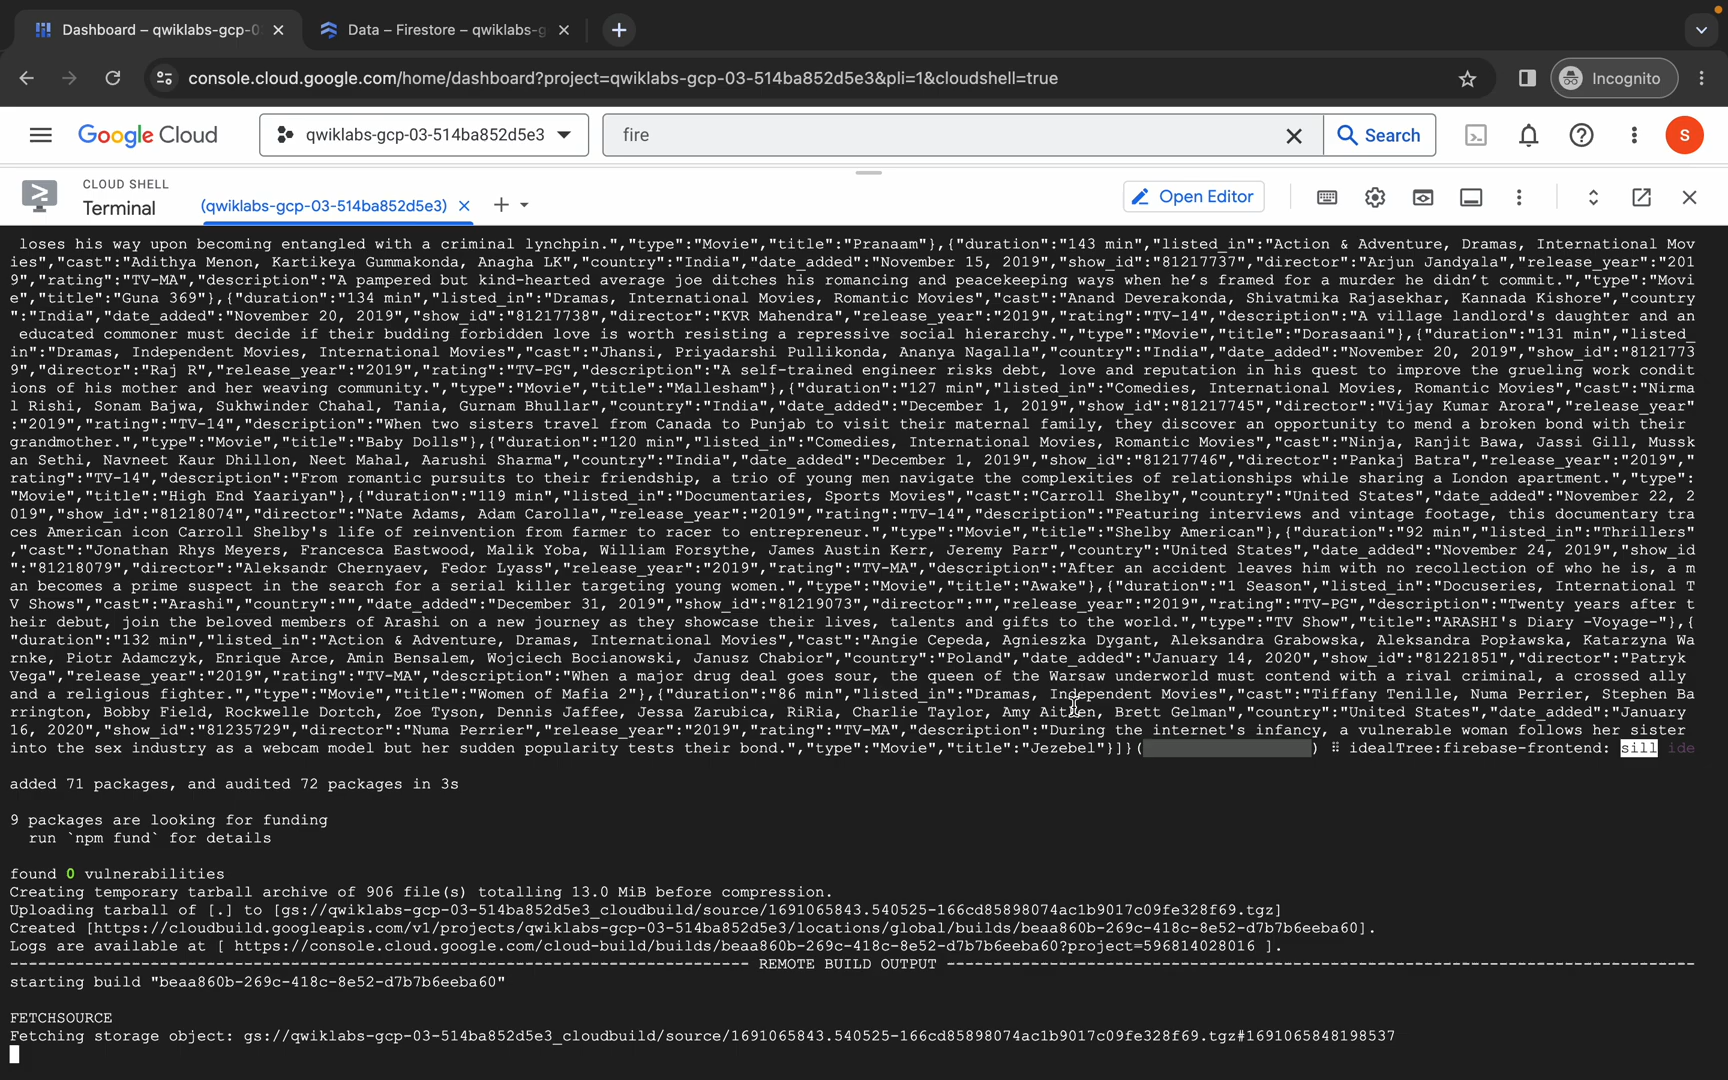 Dashboard – qwiklabs-gcp-0
Data – Firestore – qwiklabs-g
console.cloud.google.com/home/dashboard?project=qwiklabs-gcp-03-514ba852d5e3&pli=1&cloudshell=true
Incognito
Google Cloud
qwiklabs-gcp-03-514ba852d5e3
fire
Search
S
CLOUD SHELL
Terminal
(qwiklabs-gcp-03-514ba852d5e3)
Open Editor
loses his way upon becoming entangled with a criminal lynchpin.","type":"Movie","title":"Pranaam"},{"duration":"143 min","listed_in":"Action & Adventure, Dramas, International Mov
ies","cast":"Adithya Menon, Kartikeya Gummakonda, Anagha LK","country":"India","date_added":"November 15, 2019","show_id":"81217737","director":"Arjun Jandyala","release_year":"201
9","rating":"TV-MA","description":"A pampered but kind-hearted average joe ditches his romancing and peacekeeping ways when he’s framed for a murder he didn’t commit.","type":"Movi
e","title":"Guna 369"},{"duration":"134 min","listed_in":"Dramas, International Movies, Romantic Movies","cast":"Anand Deverakonda, Shivatmika Rajasekhar, Kannada Kishore","country
":"India","date_added":"November 20, 2019","show_id":"81217738","director":"KVR Mahendra","release_year":"2019","rating":"TV-14","description":"A village landlord's daughter and an
educated commoner must decide if their budding forbidden love is worth resisting a repressive social hierarchy.","type":"Movie","title":"Dorasaani"},{"duration":"131 min","listed_
in":"Dramas, Independent Movies, International Movies","cast":"Jhansi, Priyadarshi Pullikonda, Ananya Nagalla","country":"India","date_added":"November 20, 2019","show_id":"8121773
9","director":"Raj R","release_year":"2019","rating":"TV-PG","description":"A self-trained engineer risks debt, love and reputation in his quest to improve the grueling work condit
ions of his mother and her weaving community.","type":"Movie","title":"Mallesham"},{"duration":"127 min","listed_in":"Comedies, International Movies, Romantic Movies","cast":"Nirma
l Rishi, Sonam Bajwa, Sukhwinder Chahal, Tania, Gurnam Bhullar","country":"India","date_added":"December 1, 2019","show_id":"81217745","director":"Vijay Kumar Arora","release_year"
:"2019","rating":"TV-14","description":"When two sisters travel from Canada to Punjab to visit their maternal family, they discover an opportunity to mend a broken bond with their
grandmother.","type":"Movie","title":"Baby Dolls"},{"duration":"120 min","listed_in":"Comedies, International Movies, Romantic Movies","cast":"Ninja, Ranjit Bawa, Jassi Gill, Mussk
an Sethi, Navneet Kaur Dhillon, Neet Mahal, Aarushi Sharma","country":"India","date_added":"December 1, 2019","show_id":"81217746","director":"Pankaj Batra","release_year":"2019","
rating":"TV-14","description":"From romantic pursuits to their friendship, a trio of young men navigate the complexities of relationships while sharing a London apartment.","type":
"Movie","title":"High End Yaariyan"},{"duration":"119 min","listed_in":"Documentaries, Sports Movies","cast":"Carroll Shelby","country":"United States","date_added":"November 22, 2
019","show_id":"81218074","director":"Nate Adams, Adam Carolla","release_year":"2019","rating":"TV-14","description":"Featuring interviews and vintage footage, this documentary tra
ces American icon Carroll Shelby's life of reinvention from farmer to racer to entrepreneur.","type":"Movie","title":"Shelby American"},{"duration":"92 min","listed_in":"Thrillers"
,"cast":"Jonathan Rhys Meyers, Francesca Eastwood, Malik Yoba, William Forsythe, James Austin Kerr, Jeremy Parr","country":"United States","date_added":"November 24, 2019","show_id
":"81218079","director":"Aleksandr Chernyaev, Fedor Lyass","release_year":"2019","rating":"TV-MA","description":"After an accident leaves him with no recollection of who he is, a m
an becomes a prime suspect in the search for a serial killer targeting young women.","type":"Movie","title":"Awake"},{"duration":"1 Season","listed_in":"Docuseries, International T
V Shows","cast":"Arashi","country":"","date_added":"December 31, 2019","show_id":"81219073","director":"","release_year":"2019","rating":"TV-PG","description":"Twenty years after t
heir debut, join the beloved members of Arashi on a new journey as they showcase their lives, talents and gifts to the world.","type":"TV Show","title":"ARASHI's Diary -Voyage-"},{
"duration":"132 min","listed_in":"Action & Adventure, Dramas, International Movies","cast":"Angie Cepeda, Agnieszka Dygant, Aleksandra Grabowska, Aleksandra Popławska, Katarzyna Wa
rnke, Piotr Adamczyk, Enrique Arce, Amin Bensalem, Wojciech Bocianowski, Janusz Chabior","country":"Poland","date_added":"January 14, 2020","show_id":"81221851","director":"Patryk
Vega","release_year":"2019","rating":"TV-MA","description":"When a major drug deal goes sour, the queen of the Warsaw underworld must contend with a rival criminal, a crossed ally
and a religious fighter.","type":"Movie","title":"Women of Mafia 2"},{"duration":"86 min","listed_in":"Dramas, Independent Movies","cast":"Tiffany Tenille, Numa Perrier, Stephen Ba
rrington, Bobby Field, Rockwelle Dortch, Zoe Tyson, Dennis Jaffee, Jessa Zarubica, RiRia, Charlie Taylor, Amy Aitken, Brett Gelman","country":"United States","date_added":"January
16, 2020","show_id":"81235729","director":"Numa Perrier","release_year":"2019","rating":"TV-MA","description":"During the internet's infancy, a vulnerable woman follows her sister
into the sex industry as a webcam model but her sudden popularity tests their bond.","type":"Movie","title":"Jezebel"}]}( ) ⠏ idealTree:firebase-frontend: sill ide
added 71 packages, and audited 72 packages in 3s
9 packages are looking for funding
run `npm fund` for details
found 0 vulnerabilities
Creating temporary tarball archive of 906 file(s) totalling 13.0 MiB before compression.
Uploading tarball of [.] to [gs://qwiklabs-gcp-03-514ba852d5e3_cloudbuild/source/1691065843.540525-166cd85898074ac1b9017c09fe328f69.tgz]
Created [https://cloudbuild.googleapis.com/v1/projects/qwiklabs-gcp-03-514ba852d5e3/locations/global/builds/beaa860b-269c-418c-8e52-d7b7b6eeba60].
Logs are available at [ https://console.cloud.google.com/cloud-build/builds/beaa860b-269c-418c-8e52-d7b7b6eeba60?project=596814028016 ].
REMOTE BUILD OUTPUT
starting build "beaa860b-269c-418c-8e52-d7b7b6eeba60"
FETCHSOURCE
Fetching storage object: gs://qwiklabs-gcp-03-514ba852d5e3_cloudbuild/source/1691065843.540525-166cd85898074ac1b9017c09fe328f69.tgz#1691065848198537